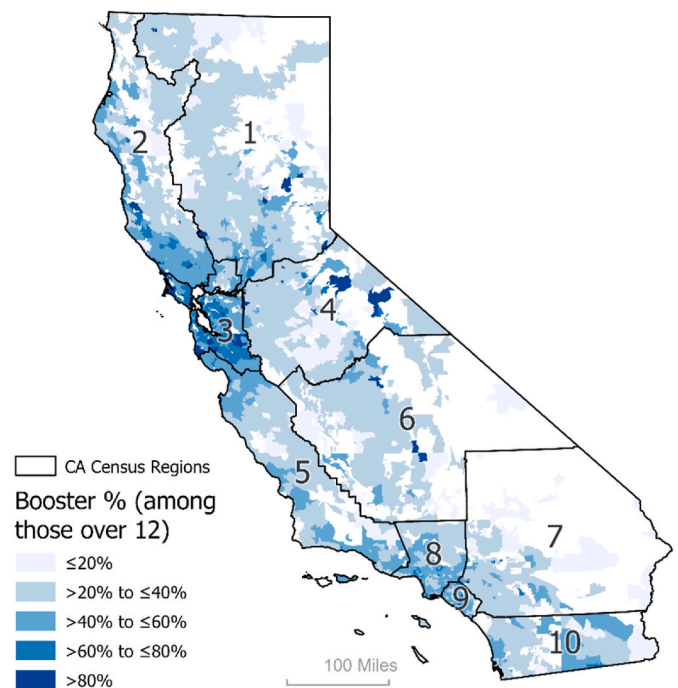 1
2
3
4
5
6
7
8
9
10
CA Census Regions
Booster % (among
those over 12)
≤20%
>20% to ≤40%
>40% to ≤60%
>60% to ≤80%
>80%
100 Miles